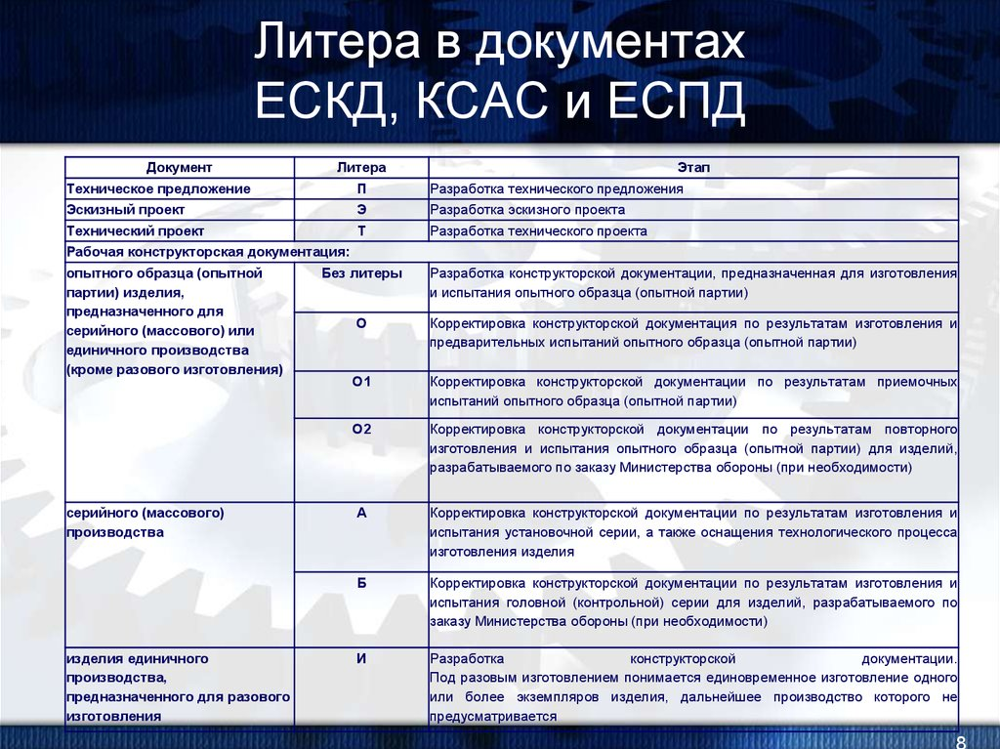 Литера в документах
ЕСКД, КСАС и ЕСПД
Документ Литера Этап
Техническое предложение П Разработка технического предложения
Эскизный проект Э Разработка эскизного проекта
Технический проект Т Разработка технического проекта
Рабочая конструкторская документация:
опытного образца (опытной
партии) изделия,
предназначенного для
серийного (массового) или
единичного производства
(кроме разового изготовления)
Без литеры
Разработка конструкторской документации, предназначенная для изготовления
и испытания опытного образца (опытной партии)
О
Корректировка конструкторской документация по результатам изготовления и
предварительных испытаний опытного образца (опытной партии)
О1
Корректировка конструкторской документации по результатам приемочных
испытаний опытного образца (опытной партии)
О2
Корректировка конструкторской документации по результатам повторного
изготовления и испытания опытного образца (опытной партии) для изделий,
разрабатываемого по заказу Министерства обороны (при необходимости)
серийного (массового)
производства
А
Корректировка конструкторской документации по результатам изготовления и
испытания установочной серии, а также оснащения технологического процесса
изготовления изделия
Б
Корректировка конструкторской документации по результатам изготовления и
испытания головной (контрольной) серии для изделий, разрабатываемого по
заказу Министерства обороны (при необходимости)
изделия единичного
производства,
предназначенного для разового
изготовления
И
Разработка конструкторской документации.
Под разовым изготовлением понимается единовременное изготовление одного
или более экземпляров изделия, дальнейшее производство которого не
предусматривается
8